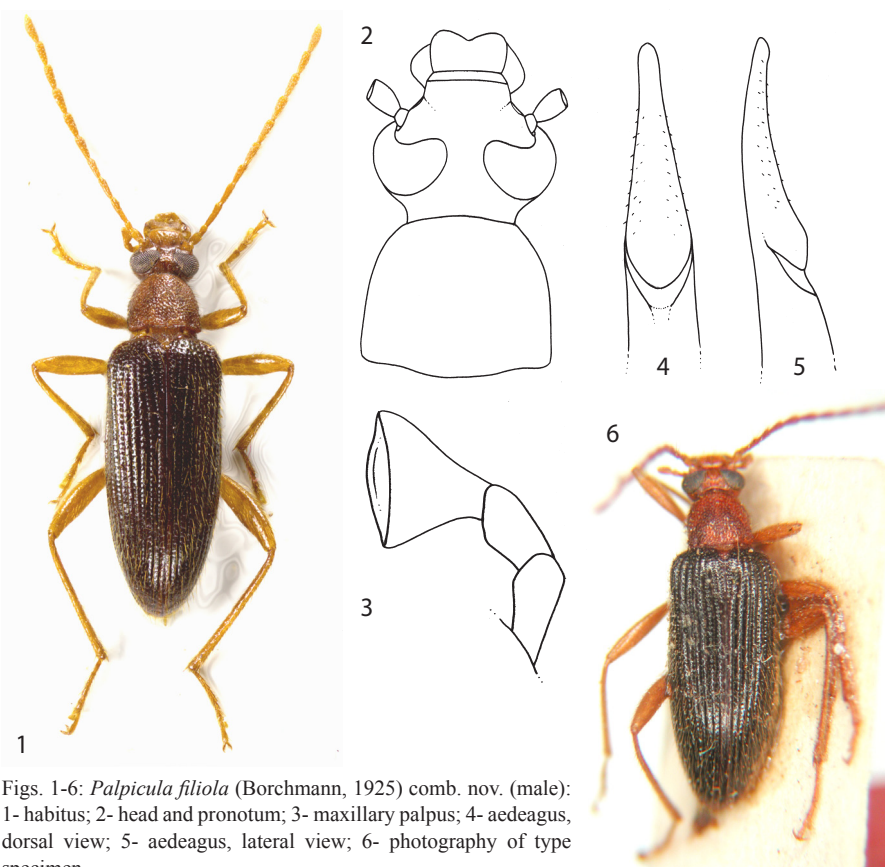 2
4
5
6
3
1
Figs. 1-6: Palpicula filiola (Borchmann, 1925) comb. nov. (male):
1- habitus; 2- head and pronotum; 3- maxillary palpus; 4- aedeagus,
dorsal view; 5- aedeagus, lateral view; 6- photography of type
specimen